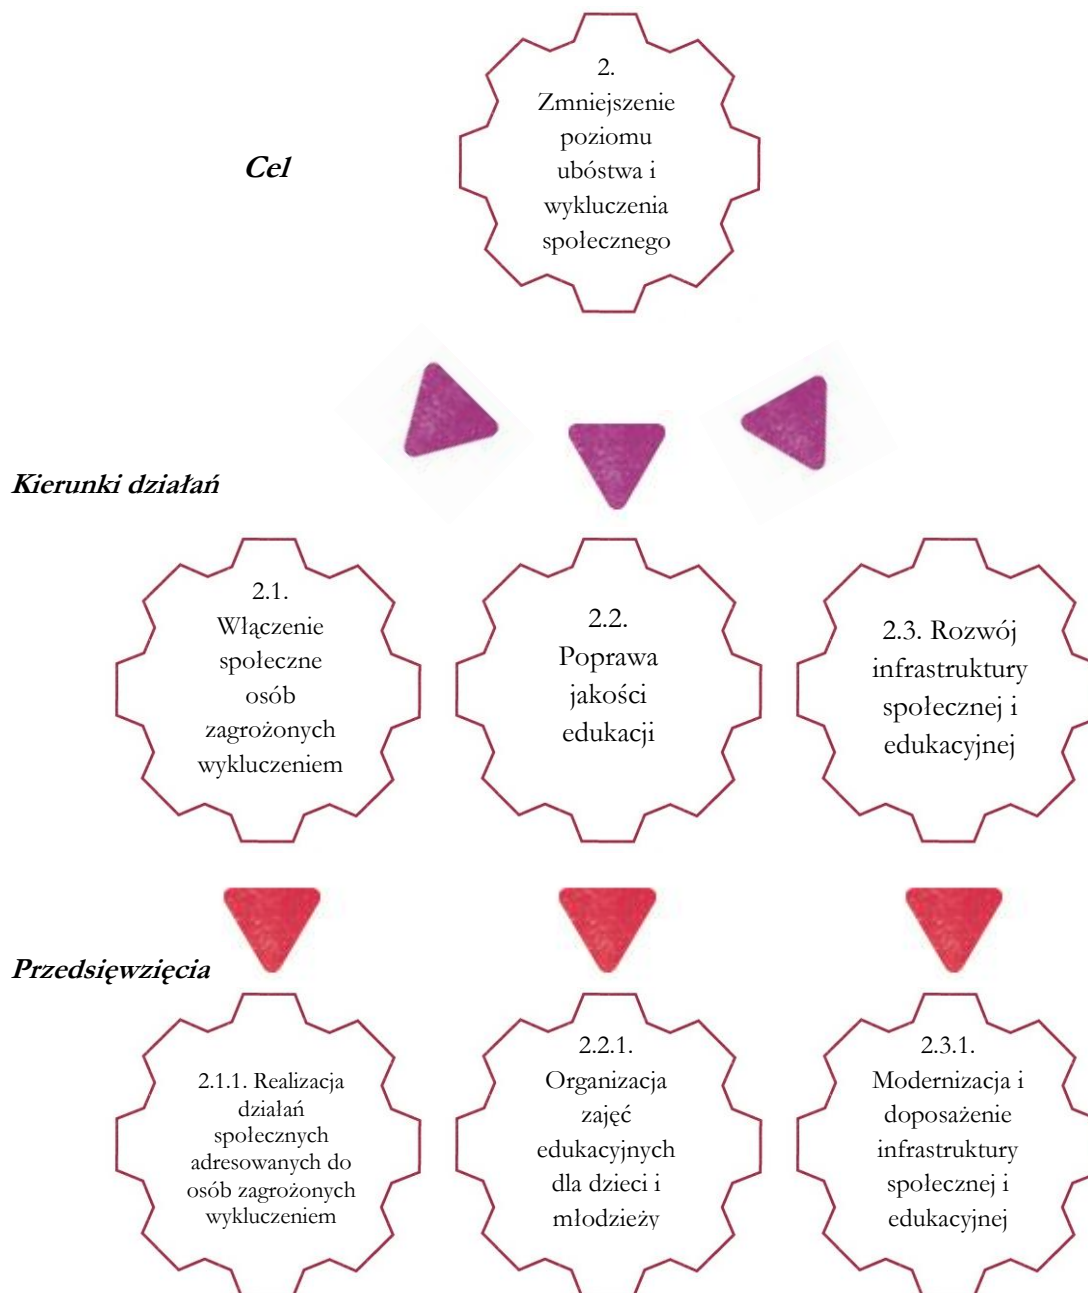 2.
Zmniejszenie
poziomu
ubóstwa i
wykluczenia
społecznego
Cel
Kierunki działań
2.1.
Włączenie
społeczne
osób
zagrożonych
wykluczeniem
2.2.
Poprawa
jakości
edukacji
2.3. Rozwój
infrastruktury
społecznej i
edukacyjnej
Przedsięwzięcia
2.1.1. Realizacja
działań
społecznych
adresowanych do
osób zagrożonych
wykluczeniem
2.2.1.
Organizacja
zajęć
edukacyjnych
dla dzieci i
młodzieży
2.3.1.
Modernizacja i
doposażenie
infrastruktury
społecznej i
edukacyjnej